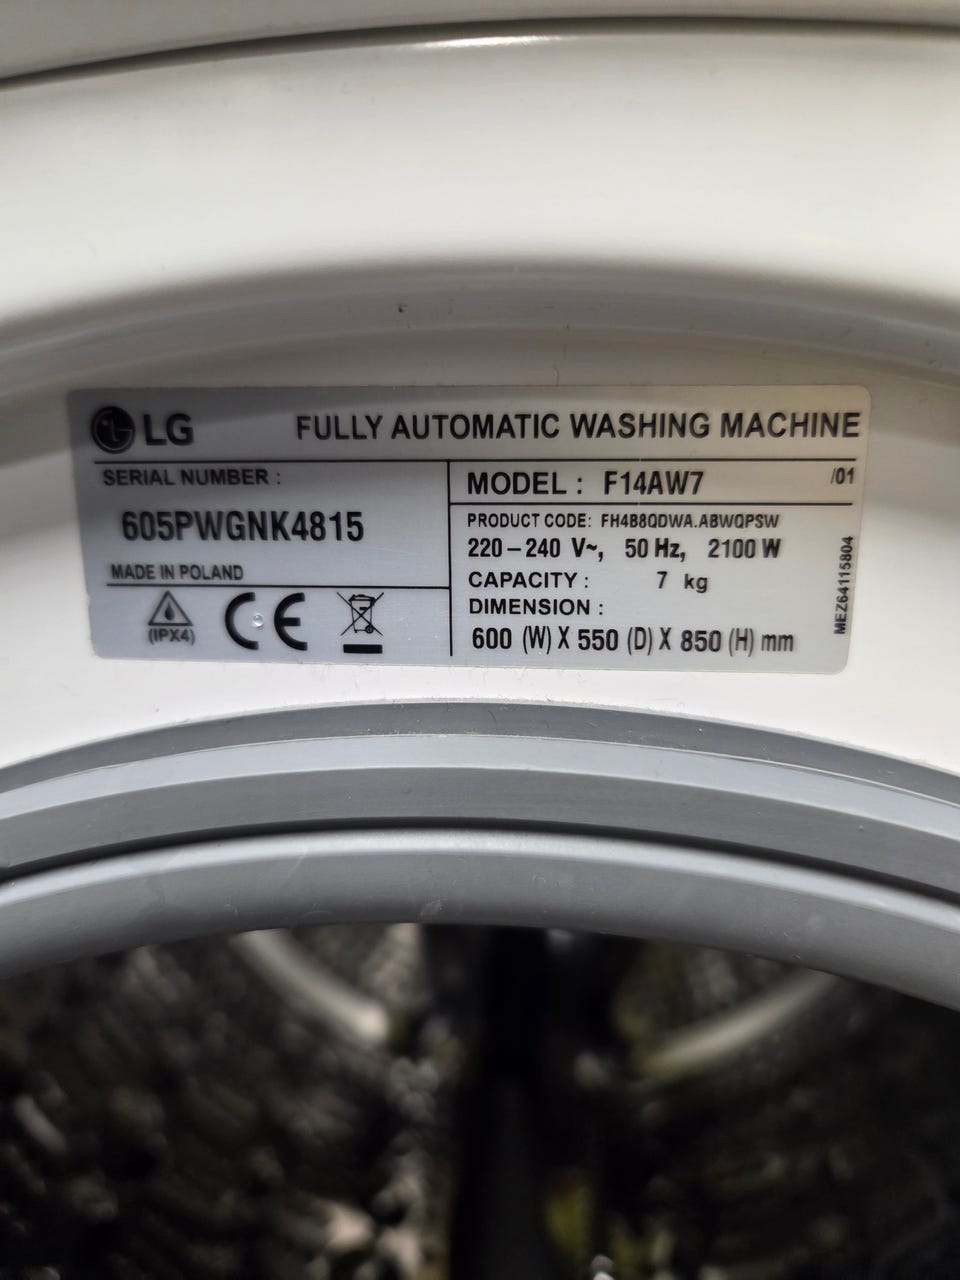 LG FULLY AUTOMATIC WASHING MACHINE
SERIAL NUMBER :
605PWGNK4815
MADE IN POLAND
(IPX4) CE
MODEL : F14AW7 /01
PRODUCT CODE: FH4B8QDWA.ABWQPSW
220-240 V~, 50 Hz, 2100 W
CAPACITY : 7 kg
DIMENSION :
600 (W) X 550 (D) X 850 (H) mm
MEZ64115804